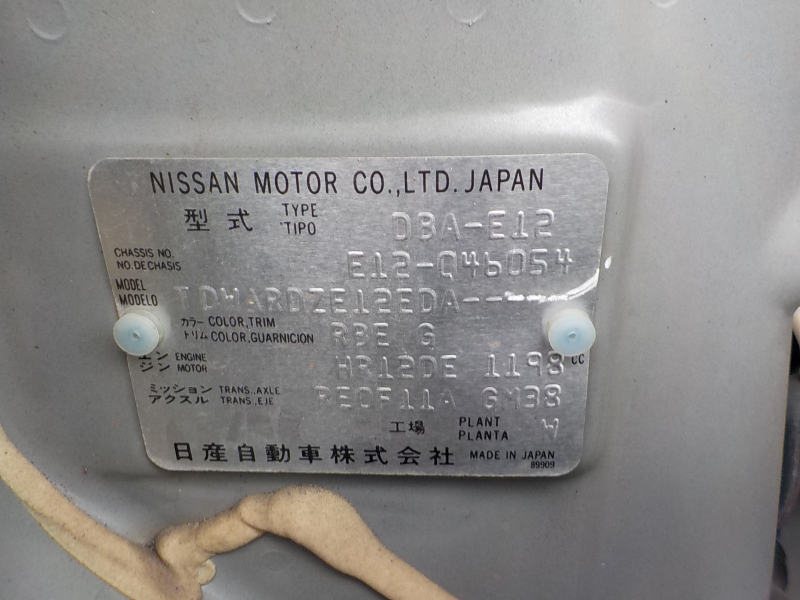 NISSAN MOTOR CO.,LTD. JAPAN
型式 TYPE TIPO DBA-E12
CHASSIS NO. NO. DE CHASIS E12-046054
MODEL MODELO TDWARDZE12EDA---
カラー COLOR,TRIM トリム COLOR,GUARNICION RBE G
エンジン ENGINE MOTOR HR12DE 1198 CC
ミッション TRANS.,AXLE アクスル TRANS.,EJE RE0F11A GM38
工場 PLANT PLANTA W
日産自動車株式会社 MADE IN JAPAN
89909